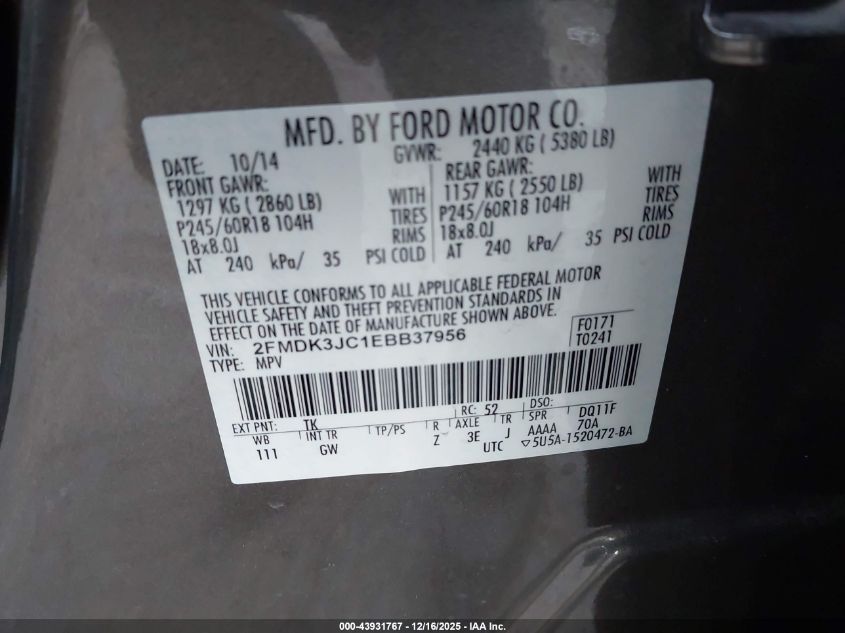 MFD. BY FORD MOTOR CO.
DATE: 10/14 GVWR: 2440 KG ( 5380 LB)
FRONT GAWR: REAR GAWR:
1297 KG ( 2860 LB) WITH 1157 KG ( 2550 LB) WITH
P245/60R18 104H TIRES P245/60R18 104H TIRES
18x8.0J RIMS 18x8.0J RIMS
AT 240 kPa/ 35 PSI COLD AT 240 kPa/ 35 PSI COLD
THIS VEHICLE CONFORMS TO ALL APPLICABLE FEDERAL MOTOR
VEHICLE SAFETY AND THEFT PREVENTION STANDARDS IN
EFFECT ON THE DATE OF MANUFACTURE SHOWN ABOVE.
VIN: 2FMDK3JC1EBB37956 F0171
TYPE: MPV T0241
EXT PNT: TK RC: 52 DSO:
WB INT TR TP/PS R AXLE TR SPR DQ11F
111 GW Z 3E J AAAA 70A
UTC ▽5U5A-1520472-BA
000-43931767 - 12/16/2025 - IAA Inc.